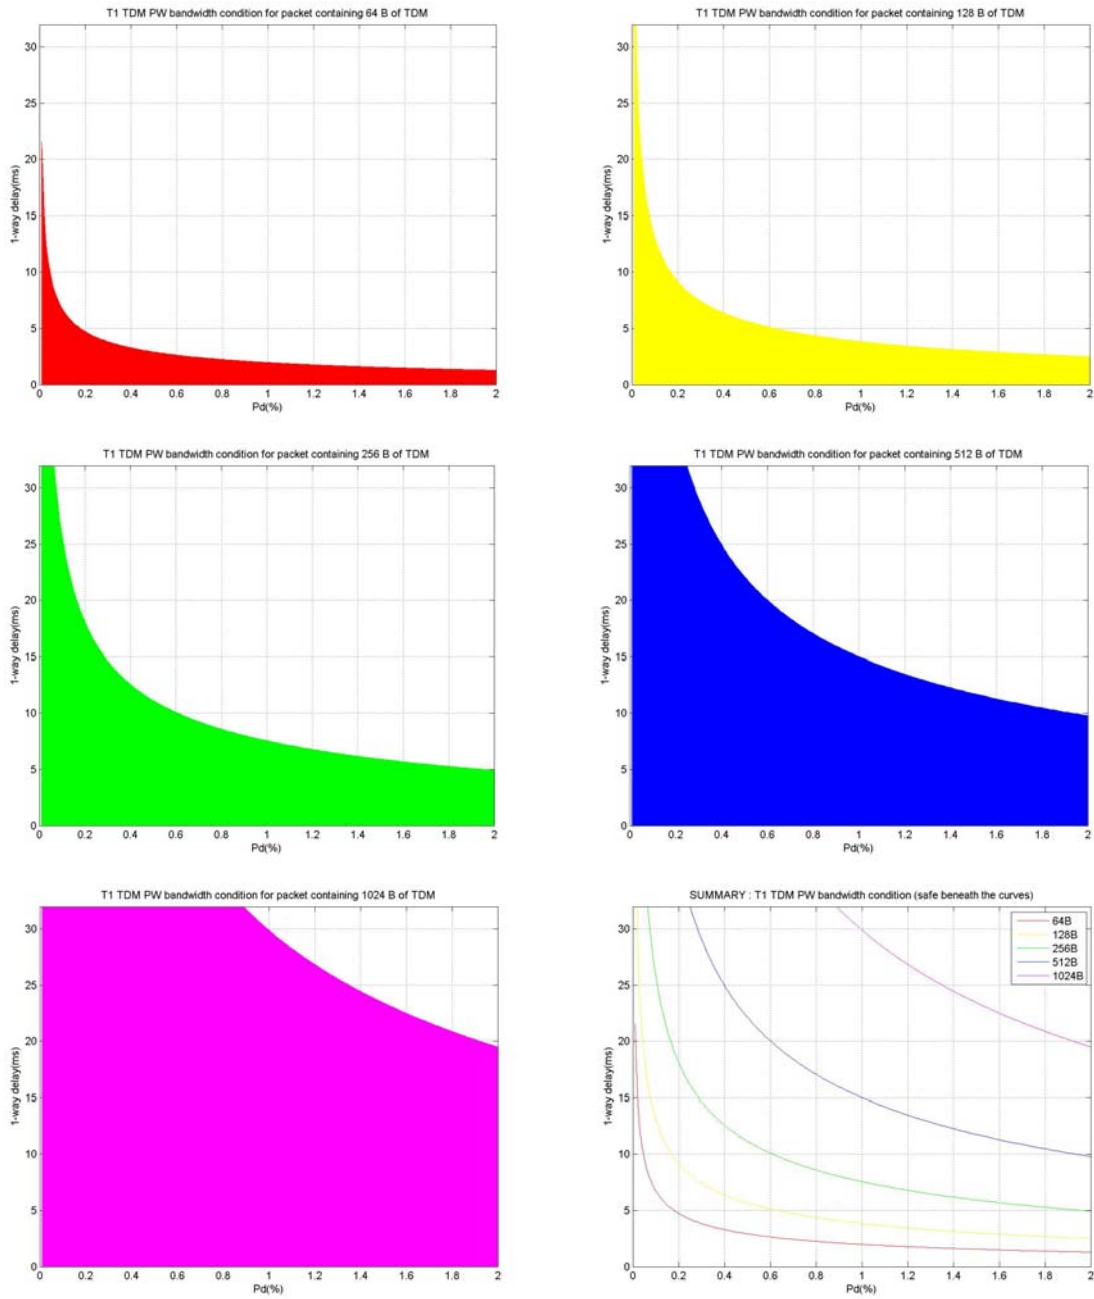 T1 TDM PW bandwidth condition for packet containing 64 B of TDM
30
25
20
15
10
5
0
1-way delay(ms)
0 0.2 0.4 0.6 0.8 1 1.2 1.4 1.6 1.8 2
Pd(%)
T1 TDM PW bandwidth condition for packet containing 128 B of TDM
30
25
20
15
10
5
0
1-way delay(ms)
0 0.2 0.4 0.6 0.8 1 1.2 1.4 1.6 1.8 2
Pd(%)
T1 TDM PW bandwidth condition for packet containing 256 B of TDM
30
25
20
15
10
5
0
1-way delay(ms)
0 0.2 0.4 0.6 0.8 1 1.2 1.4 1.6 1.8 2
Pd(%)
T1 TDM PW bandwidth condition for packet containing 512 B of TDM
30
25
20
15
10
5
0
1-way delay(ms)
0 0.2 0.4 0.6 0.8 1 1.2 1.4 1.6 1.8 2
Pd(%)
T1 TDM PW bandwidth condition for packet containing 1024 B of TDM
30
25
20
15
10
5
0
1-way delay(ms)
0 0.2 0.4 0.6 0.8 1 1.2 1.4 1.6 1.8 2
Pd(%)
SUMMARY : T1 TDM PW bandwidth condition (safe beneath the curves)
64B
128B
256B
512B
1024B
30
25
20
15
10
5
0
1-way delay(ms)
0 0.2 0.4 0.6 0.8 1 1.2 1.4 1.6 1.8 2
Pd(%)